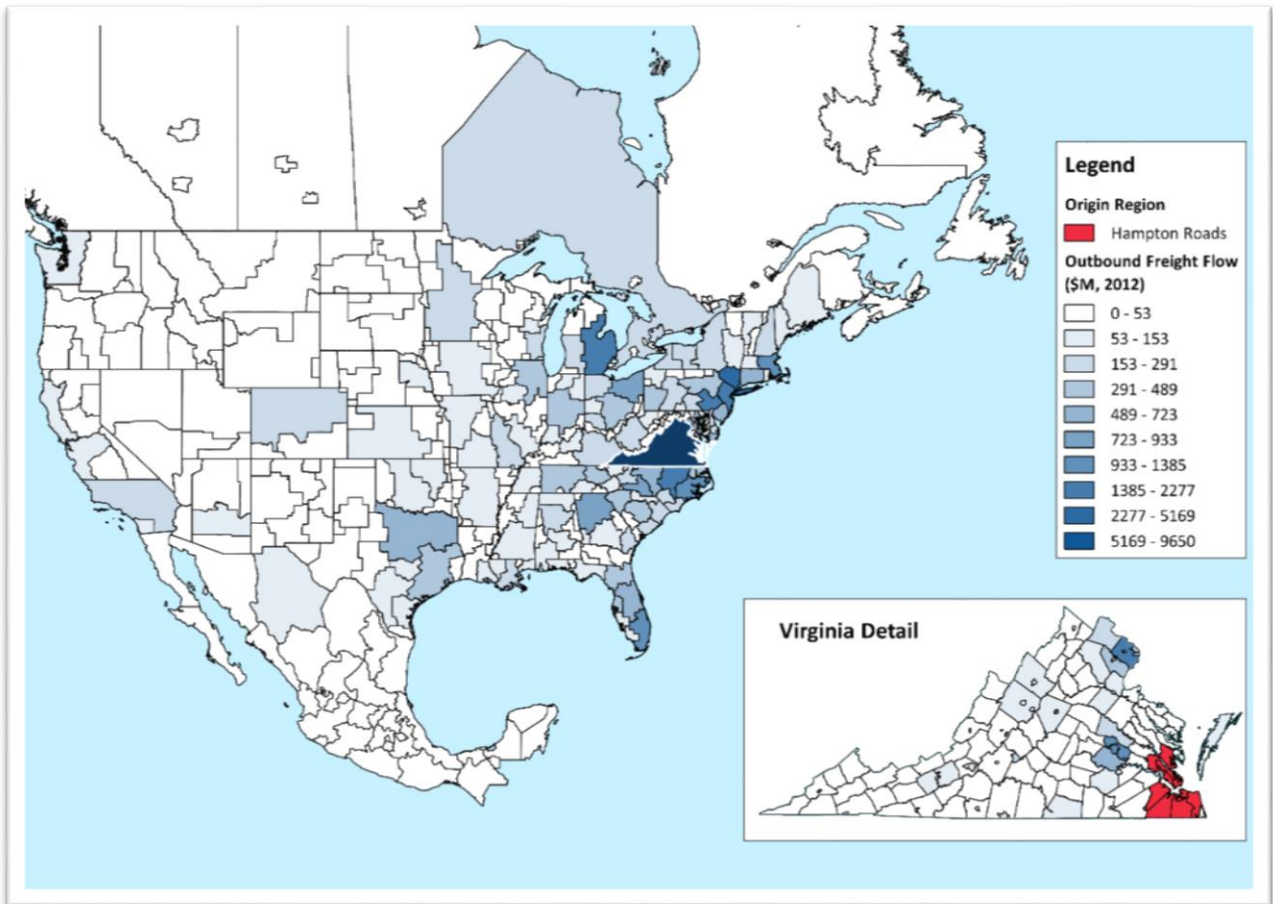 Legend
Origin Region
Hampton Roads
Outbound Freight Flow
($M, 2012)
0 - 53
53 - 153
153 - 291
291 - 489
489 - 723
723 - 933
933 - 1385
1385 - 2277
2277 - 5169
5169 - 9650
Virginia Detail